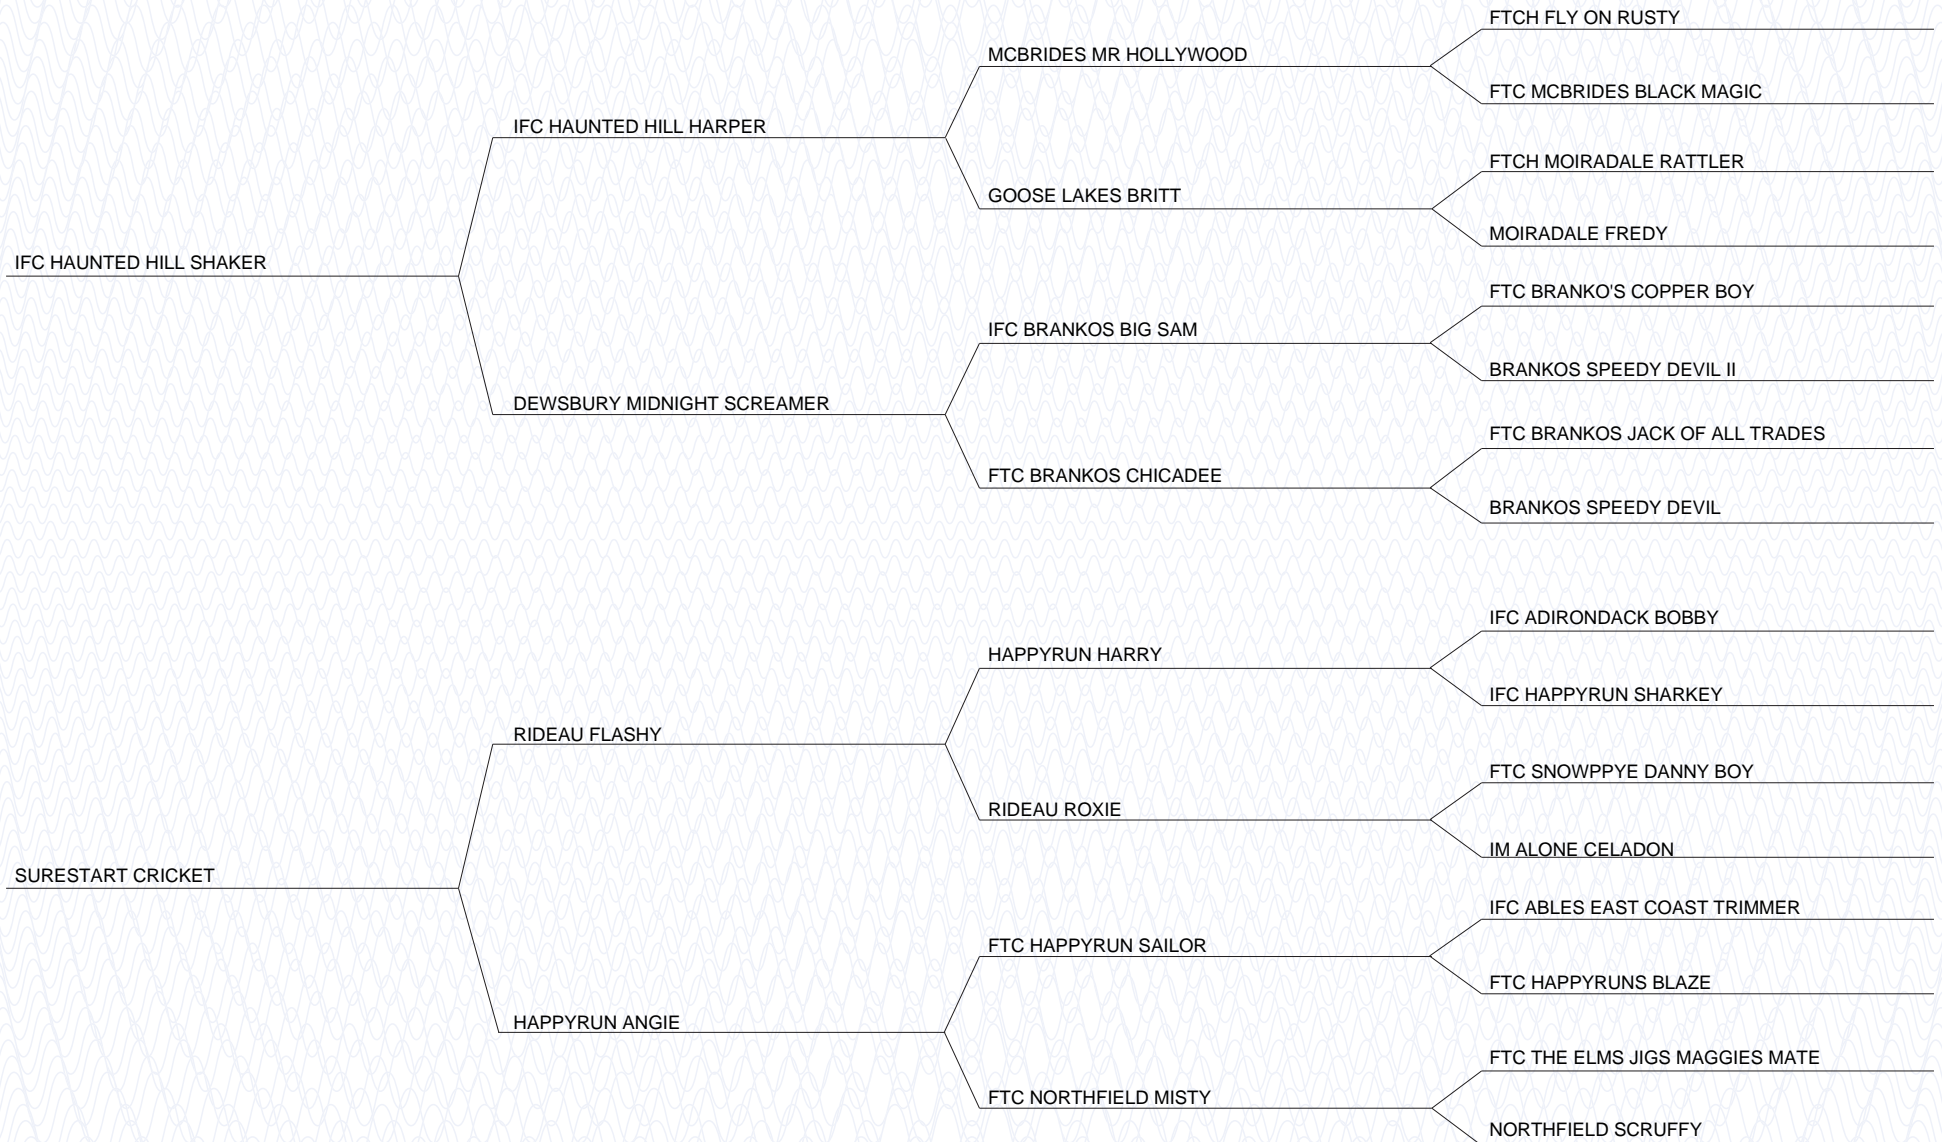 FTCH FLY ON RUSTY
MCBRIDES MR HOLLYWOOD
FTC MCBRIDES BLACK MAGIC
IFC HAUNTED HILL HARPER
FTCH MOIRADALE RATTLER
GOOSE LAKES BRITT
MOIRADALE FREDY
IFC HAUNTED HILL SHAKER
FTC BRANKO'S COPPER BOY
IFC BRANKOS BIG SAM
BRANKOS SPEEDY DEVIL II
DEWSBURY MIDNIGHT SCREAMER
FTC BRANKOS JACK OF ALL TRADES
FTC BRANKOS CHICADEE
BRANKOS SPEEDY DEVIL
IFC ADIRONDACK BOBBY
HAPPYRUN HARRY
IFC HAPPYRUN SHARKEY
RIDEAU FLASHY
FTC SNOWPPYE DANNY BOY
RIDEAU ROXIE
IM ALONE CELADON
SURESTART CRICKET
IFC ABLES EAST COAST TRIMMER
FTC HAPPYRUN SAILOR
FTC HAPPYRUNS BLAZE
HAPPYRUN ANGIE
FTC THE ELMS JIGS MAGGIES MATE
FTC NORTHFIELD MISTY
NORTHFIELD SCRUFFY